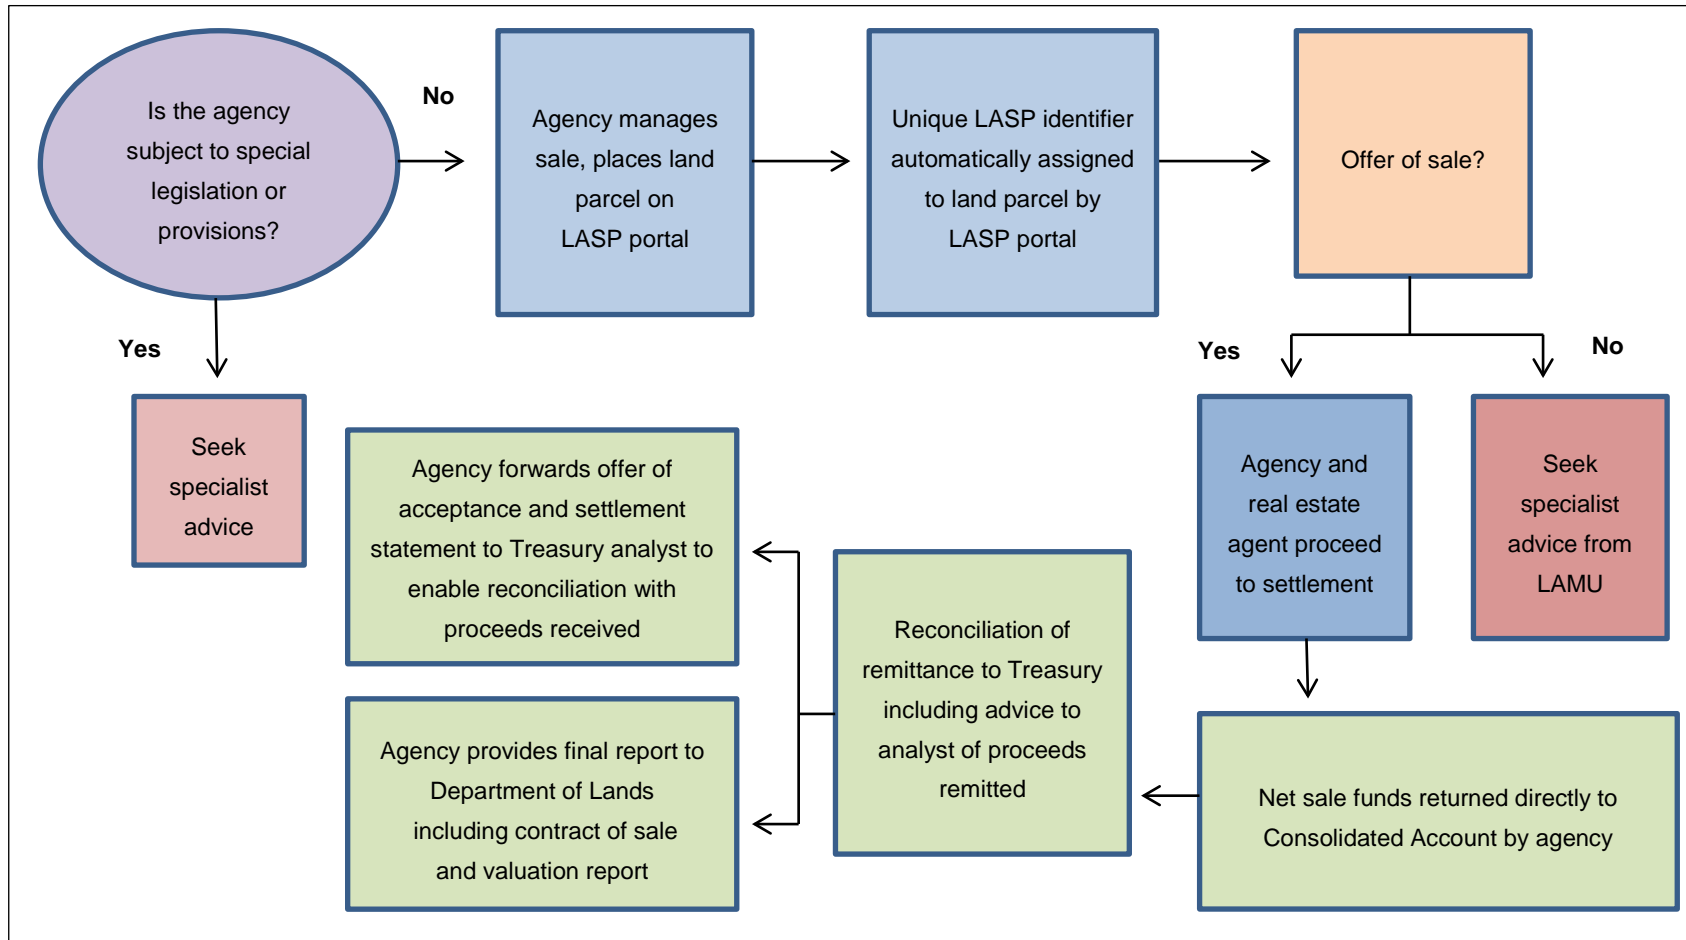 Is the agency
subject to special
legislation or
provisions?
No
Agency manages
sale, places land
parcel on
LASP portal
Unique LASP identifier
automatically assigned
to land parcel by
LASP portal
Offer of sale?
Yes
Seek
specialist
advice
Yes
No
Agency and
real estate
agent proceed
to settlement
Seek
specialist
advice from
LAMU
Net sale funds returned directly to
Consolidated Account by agency
Reconciliation of
remittance to Treasury
including advice to
analyst of proceeds
remitted
Agency forwards offer of
acceptance and settlement
statement to Treasury analyst to
enable reconciliation with
proceeds received
Agency provides final report to
Department of Lands
including contract of sale
and valuation report